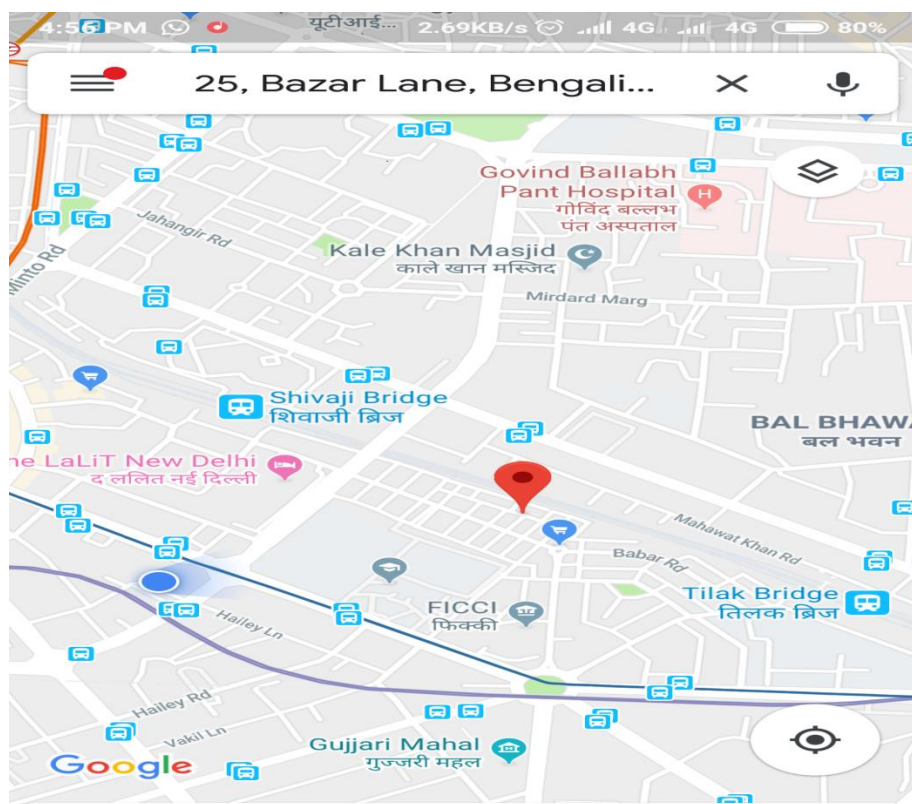 यूटीआई...
4:56 PM 2.69KB/s 4G 4G 80%
25, Bazar Lane, Bengali...
Govind Ballabh
Pant Hospital
गोविंद बल्लभ
पंत अस्पताल
H
Jahangir Rd
Kale Khan Masjid
काले खान मस्जिद
Minto Rd
Mirdard Marg
Shivaji Bridge
शिवाजी ब्रिज
BAL BHAWA
बल भवन
he LaLiT New Delhi
द ललित नई दिल्ली
Mahawat Khan Rd
Babar Rd
Tilak Bridge
तिलक ब्रिज
FICCI
फिक्की
Hailey Ln
Hailey Rd
Vakil Ln
Gujjari Mahal
गुज्जरी महल
Google